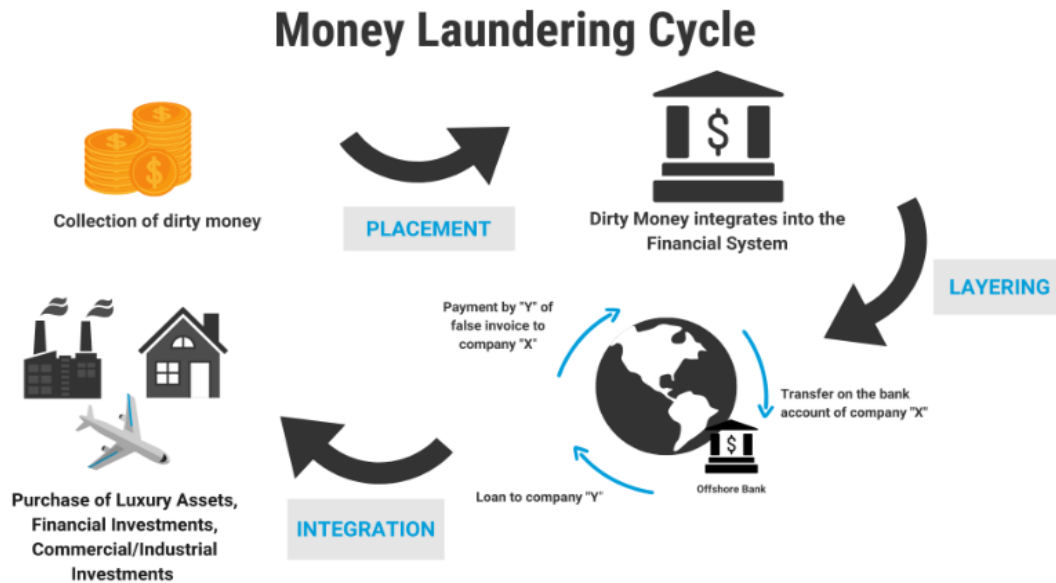 Money Laundering Cycle
$
$
$
$
Collection of dirty money
PLACEMENT
Dirty Money integrates into the
Financial System
LAYERING
Payment by "Y" of
false invoice to
company "X"
Transfer on the bank
account of company "X"
$
Offshore Bank
Loan to company "Y"
INTEGRATION
Purchase of Luxury Assets,
Financial Investments,
Commercial/Industrial
Investments